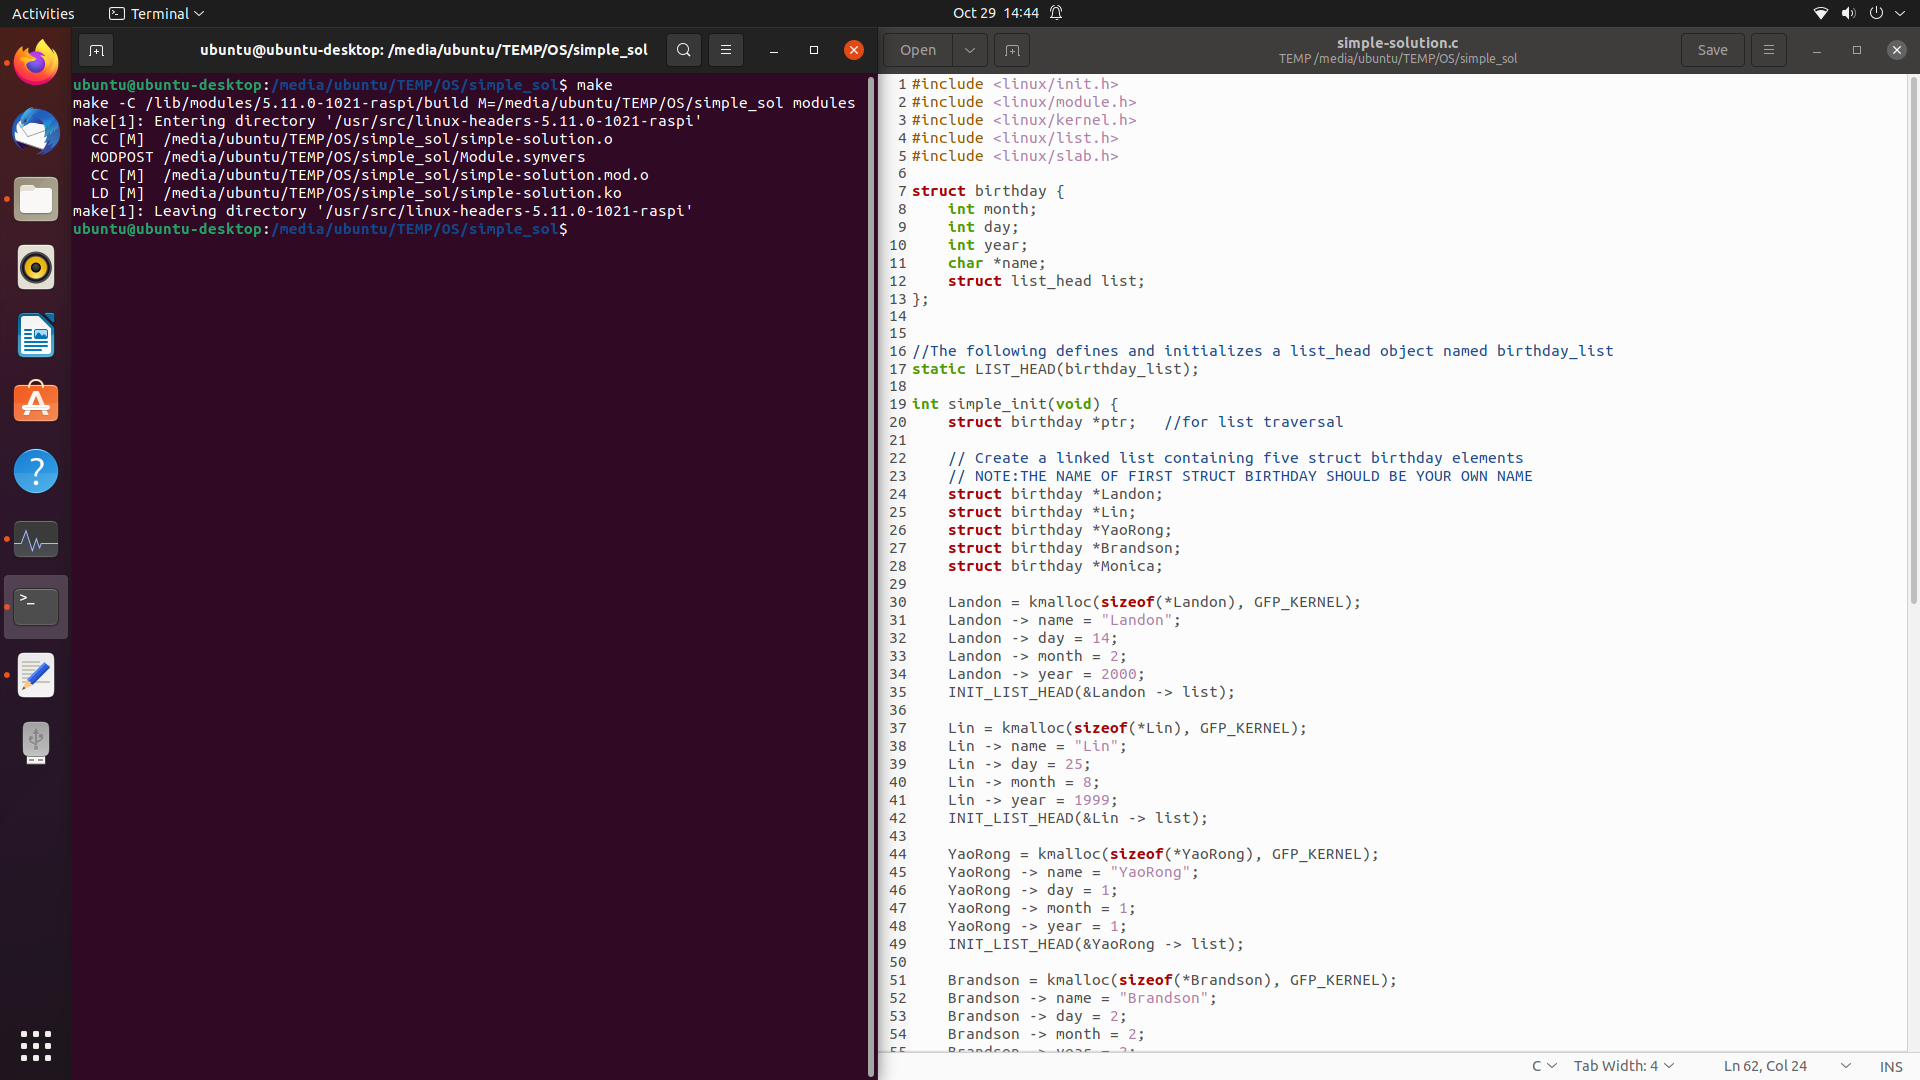 Activities
Terminal
Oct 29 14:44
ubuntu@ubuntu-desktop: /media/ubuntu/TEMP/OS/simple_sol
ubuntu@ubuntu-desktop:/media/ubuntu/TEMP/OS/simple_sol$ make
make -C /lib/modules/5.11.0-1021-raspi/build M=/media/ubuntu/TEMP/OS/simple_sol modules
make[1]: Entering directory '/usr/src/linux-headers-5.11.0-1021-raspi'
  CC [M]  /media/ubuntu/TEMP/OS/simple_sol/simple-solution.o
  MODPOST /media/ubuntu/TEMP/OS/simple_sol/Module.symvers
  CC [M]  /media/ubuntu/TEMP/OS/simple_sol/simple-solution.mod.o
  LD [M]  /media/ubuntu/TEMP/OS/simple_sol/simple-solution.ko
make[1]: Leaving directory '/usr/src/linux-headers-5.11.0-1021-raspi'
ubuntu@ubuntu-desktop:/media/ubuntu/TEMP/OS/simple_sol$
Open
simple-solution.c
TEMP /media/ubuntu/TEMP/OS/simple_sol
Save
1 #include <linux/init.h>
2 #include <linux/module.h>
3 #include <linux/kernel.h>
4 #include <linux/list.h>
5 #include <linux/slab.h>
6
7 struct birthday {
8     int month;
9     int day;
10     int year;
11     char *name;
12     struct list_head list;
13 };
14
15
16 //The following defines and initializes a list_head object named birthday_list
17 static LIST_HEAD(birthday_list);
18
19 int simple_init(void) {
20     struct birthday *ptr;   //for list traversal
21
22     // Create a linked list containing five struct birthday elements
23     // NOTE:THE NAME OF FIRST STRUCT BIRTHDAY SHOULD BE YOUR OWN NAME
24     struct birthday *Landon;
25     struct birthday *Lin;
26     struct birthday *YaoRong;
27     struct birthday *Brandson;
28     struct birthday *Monica;
29
30     Landon = kmalloc(sizeof(*Landon), GFP_KERNEL);
31     Landon -> name = "Landon";
32     Landon -> day = 14;
33     Landon -> month = 2;
34     Landon -> year = 2000;
35     INIT_LIST_HEAD(&Landon -> list);
36
37     Lin = kmalloc(sizeof(*Lin), GFP_KERNEL);
38     Lin -> name = "Lin";
39     Lin -> day = 25;
40     Lin -> month = 8;
41     Lin -> year = 1999;
42     INIT_LIST_HEAD(&Lin -> list);
43
44     YaoRong = kmalloc(sizeof(*YaoRong), GFP_KERNEL);
45     YaoRong -> name = "YaoRong";
46     YaoRong -> day = 1;
47     YaoRong -> month = 1;
48     YaoRong -> year = 1;
49     INIT_LIST_HEAD(&YaoRong -> list);
50
51     Brandson = kmalloc(sizeof(*Brandson), GFP_KERNEL);
52     Brandson -> name = "Brandson";
53     Brandson -> day = 2;
54     Brandson -> month = 2;
55     Brandson -> year =
C
Tab Width: 4
Ln 62, Col 24
INS